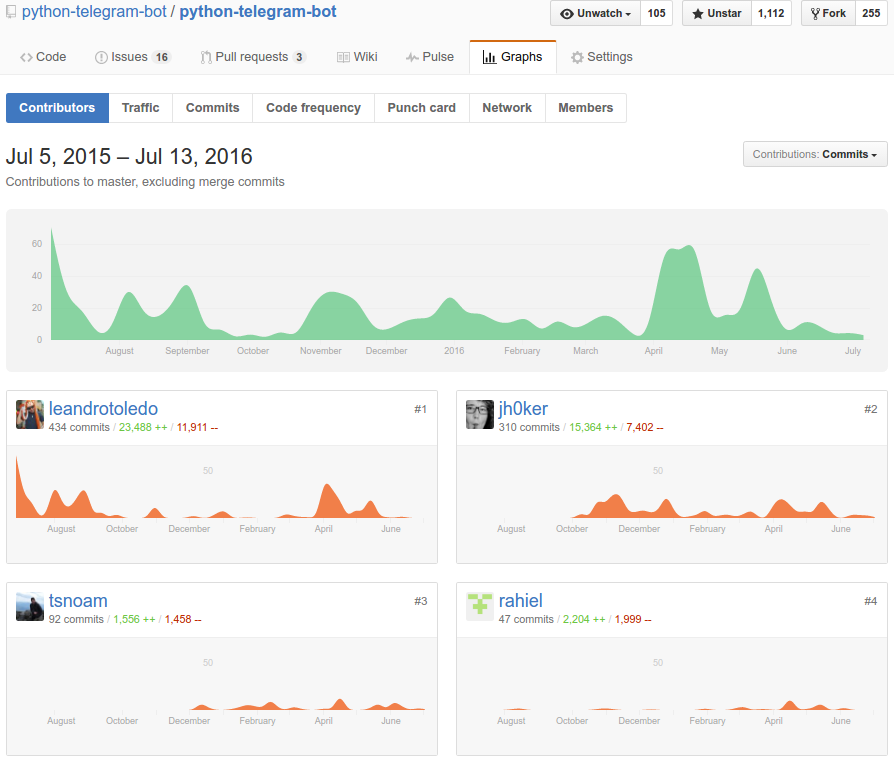 python-telegram-bot / python-telegram-bot
Unwatch 105 Unstar 1,112 Fork 255
Code Issues 16 Pull requests 3 Wiki Pulse Graphs Settings
Contributors Traffic Commits Code frequency Punch card Network Members
Jul 5, 2015 – Jul 13, 2016
Contributions: Commits
Contributions to master, excluding merge commits
60
40
20
0
August September October November December 2016 February March April May June July
leandrotoledo #1
434 commits / 23,488 ++ / 11,911 --
50
August October December February April June
jh0ker #2
310 commits / 15,364 ++ / 7,402 --
50
August October December February April June
tsnoam #3
92 commits / 1,556 ++ / 1,458 --
50
August October December February April June
rahiel #4
47 commits / 2,204 ++ / 1,999 --
50
August October December February April June